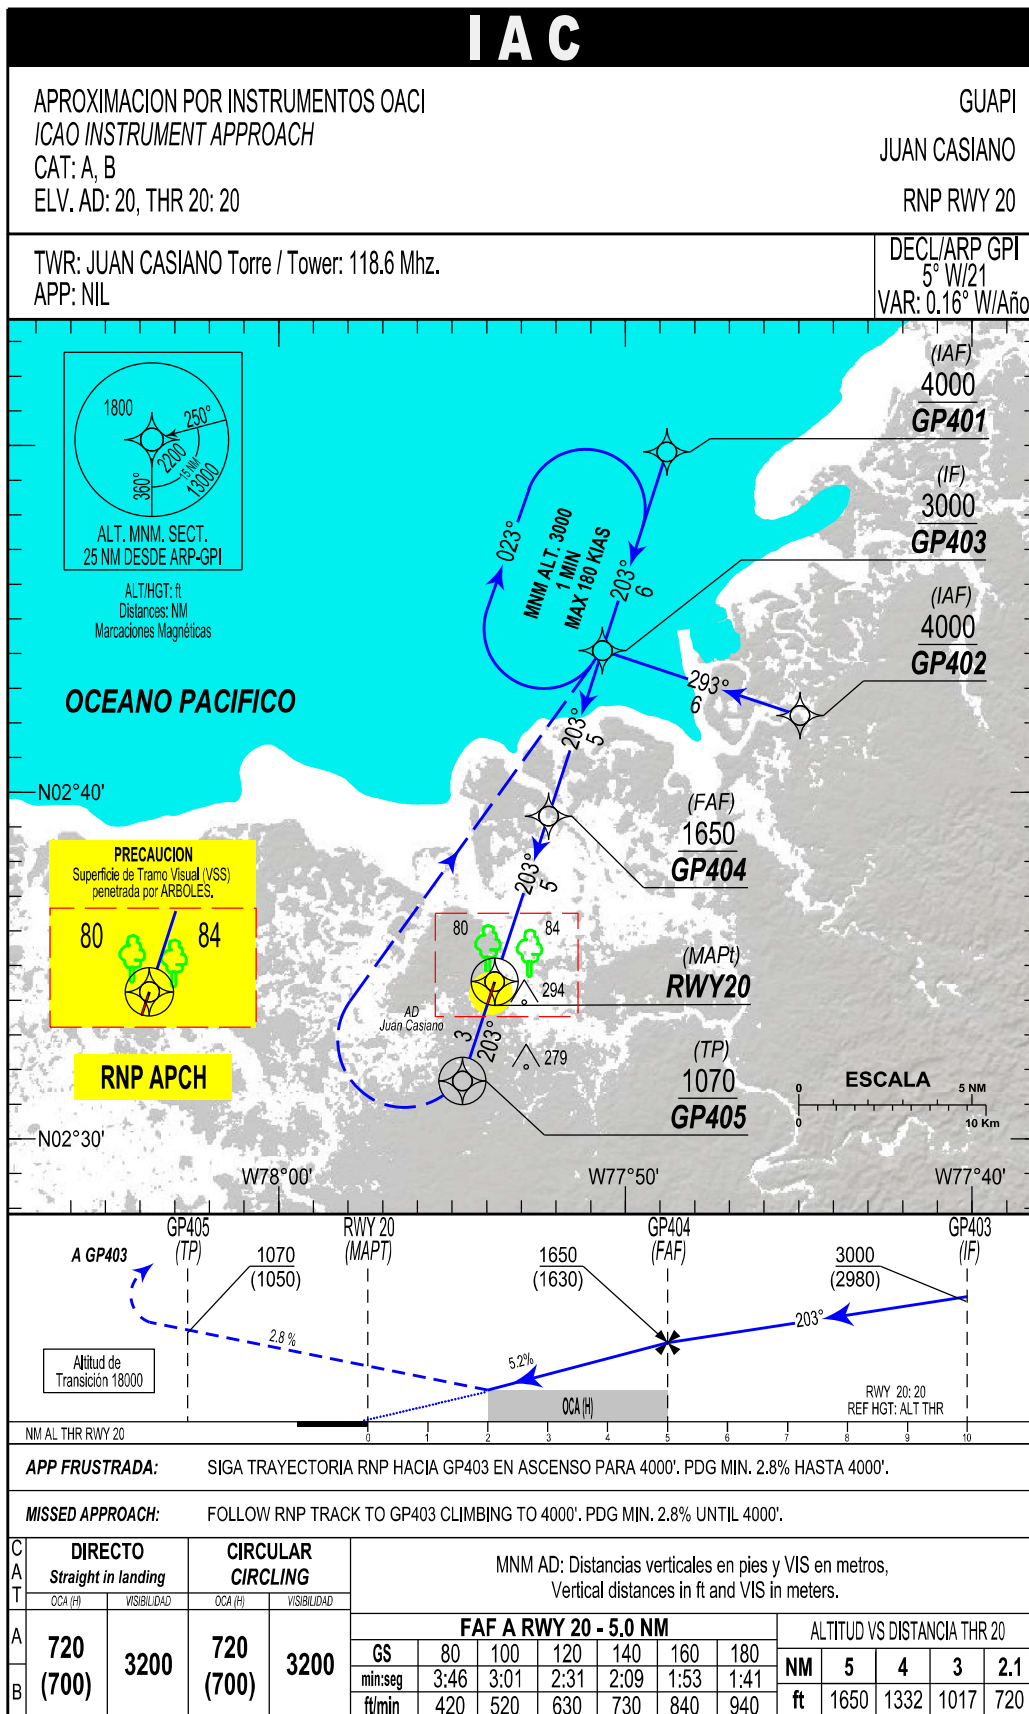 IAC
APROXIMACION POR INSTRUMENTOS OACI
ICAO INSTRUMENT APPROACH
CAT: A, B
ELV. AD: 20, THR 20: 20
GUAPI
JUAN CASIANO
RNP RWY 20
TWR: JUAN CASIANO Torre / Tower: 118.6 Mhz.
APP: NIL
DECL/ARP GPI
5° W/21
VAR: 0.16° W/Año
1800
250°
2200
15 NM
13000
360°
ALT. MNM. SECT.
25 NM DESDE ARP-GPI
ALT/HGT: ft
Distances: NM
Marcaciones Magnéticas
OCEANO PACIFICO
(IAF)
4000
GP401
(IF)
3000
GP403
(IAF)
4000
GP402
023°
MNM ALT. 3000
1 MIN
MAX 180 KIAS
203°
6
293°
6
203°
5
N02°40'
(FAF)
1650
GP404
203°
5
PRECAUCION
Superficie de Tramo Visual (VSS)
penetrada por ARBOLES.
80
84
80
84
294
(MAPt)
RWY20
AD
Juan Casiano
3
203°
279
RNP APCH
(TP)
1070
GP405
ESCALA
0
5 NM
0
10 Km
N02°30'
W78°00'
W77°50'
W77°40'
GP405
(TP)
RWY 20
(MAPT)
GP404
(FAF)
GP403
(IF)
A GP403
1070
(1050)
1650
(1630)
3000
(2980)
203°
2.8 %
5.2%
Altitud de
Transición 18000
OCA (H)
RWY 20: 20
REF HGT: ALT THR
NM AL THR RWY 20
0 1 2 3 4 5 6 7 8 9 10
APP FRUSTRADA: SIGA TRAYECTORIA RNP HACIA GP403 EN ASCENSO PARA 4000'. PDG MIN. 2.8% HASTA 4000'.
MISSED APPROACH: FOLLOW RNP TRACK TO GP403 CLIMBING TO 4000'. PDG MIN. 2.8% UNTIL 4000'.
CAT
DIRECTO
Straight in landing
CIRCULAR
CIRCLING
OCA (H) VISIBILIDAD OCA (H) VISIBILIDAD
A
B
720
(700)
3200
720
(700)
3200
MNM AD: Distancias verticales en pies y VIS en metros,
Vertical distances in ft and VIS in meters.
FAF A RWY 20 - 5.0 NM
GS 80 100 120 140 160 180
min:seg 3:46 3:01 2:31 2:09 1:53 1:41
ft/min 420 520 630 730 840 940
ALTITUD VS DISTANCIA THR 20
NM 5 4 3 2.1
ft 1650 1332 1017 720